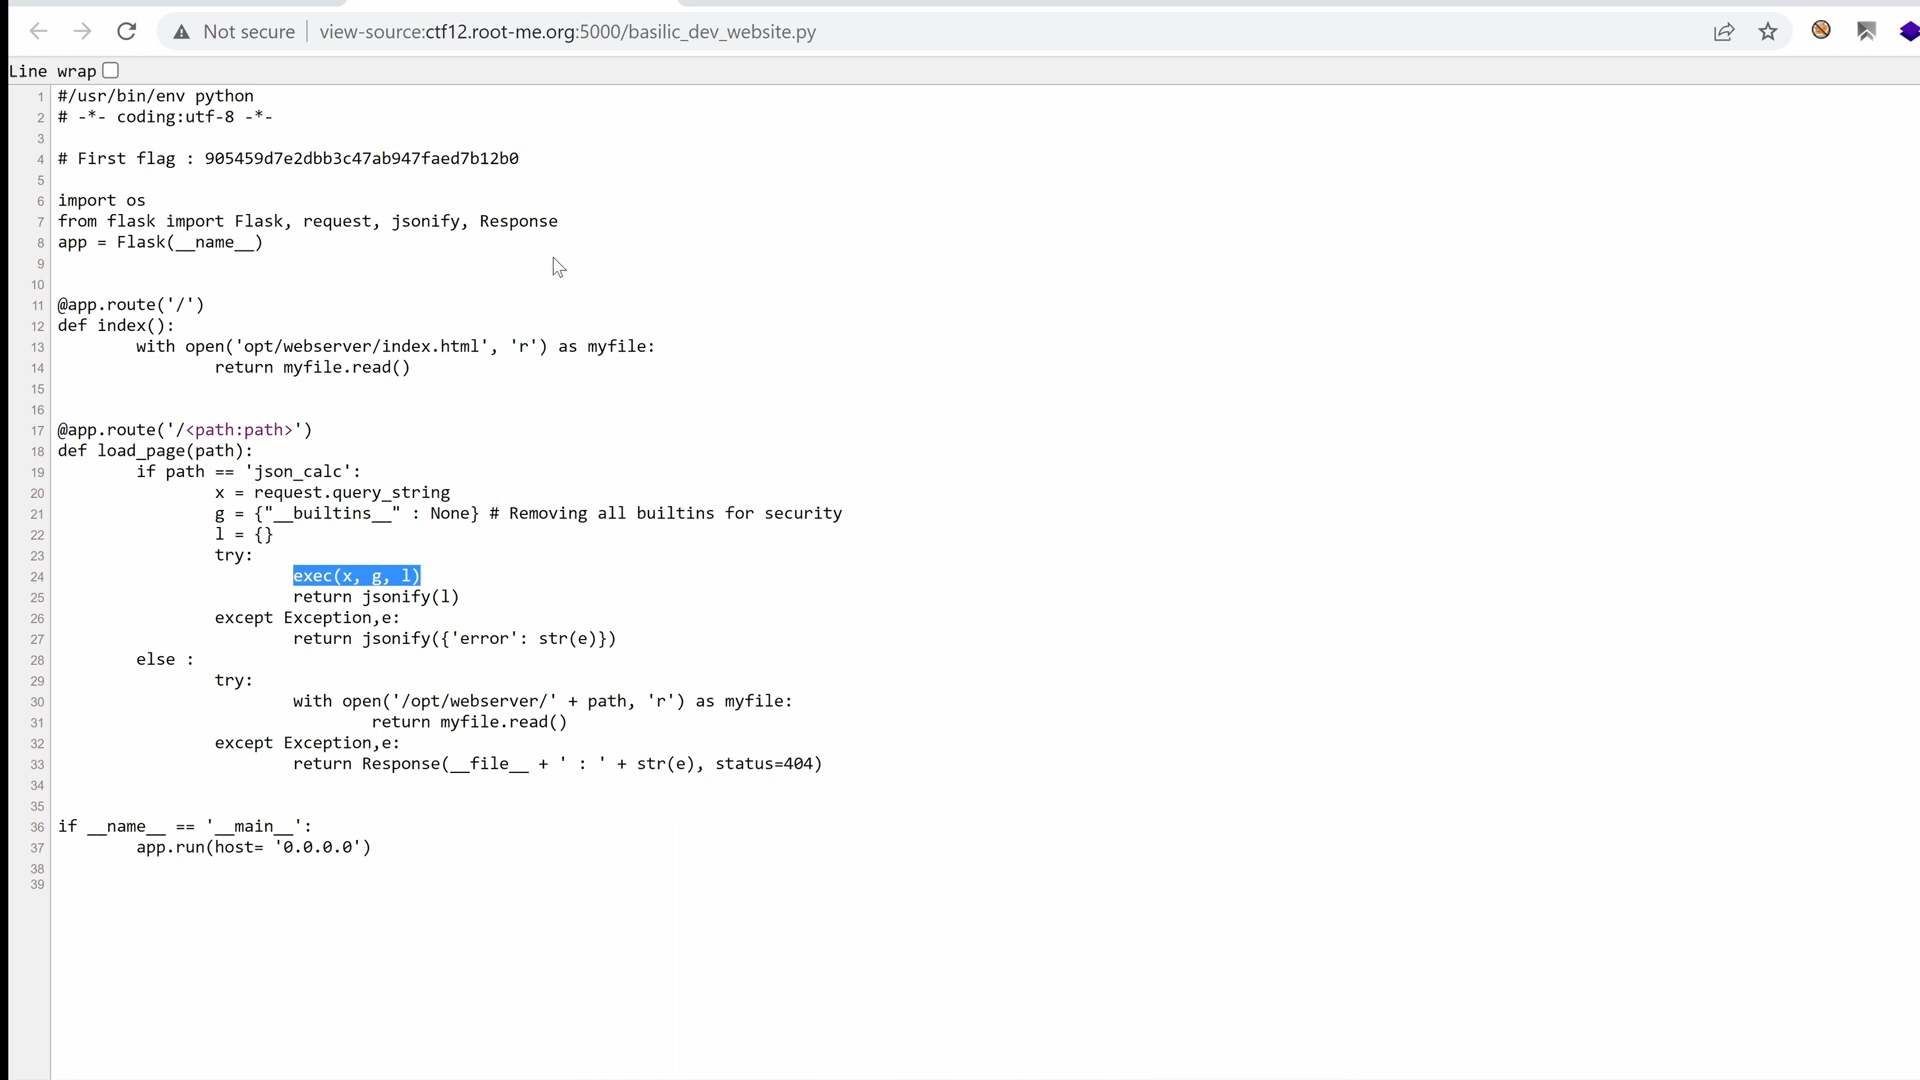 Not secure | view-source:ctf12.root-me.org:5000/basilic_dev_website.py
Line wrap
1 #/usr/bin/env python
2 # -*- coding:utf-8 -*-
3
4 # First flag : 905459d7e2dbb3c47ab947faed7b12b0
5
6 import os
7 from flask import Flask, request, jsonify, Response
8 app = Flask(__name__)
9
10
11 @app.route('/')
12 def index():
13         with open('opt/webserver/index.html', 'r') as myfile:
14                 return myfile.read()
15
16
17 @app.route('/<path:path>')
18 def load_page(path):
19         if path == 'json_calc':
20                 x = request.query_string
21                 g = {"__builtins__" : None} # Removing all builtins for security
22                 l = {}
23                 try:
24                         exec(x, g, l)
25                         return jsonify(l)
26                 except Exception,e:
27                         return jsonify({'error': str(e)})
28         else :
29                 try:
30                         with open('/opt/webserver/' + path, 'r') as myfile:
31                                 return myfile.read()
32                 except Exception,e:
33                         return Response(__file__ + ' : ' + str(e), status=404)
34
35
36 if __name__ == '__main__':
37         app.run(host= '0.0.0.0')
38
39